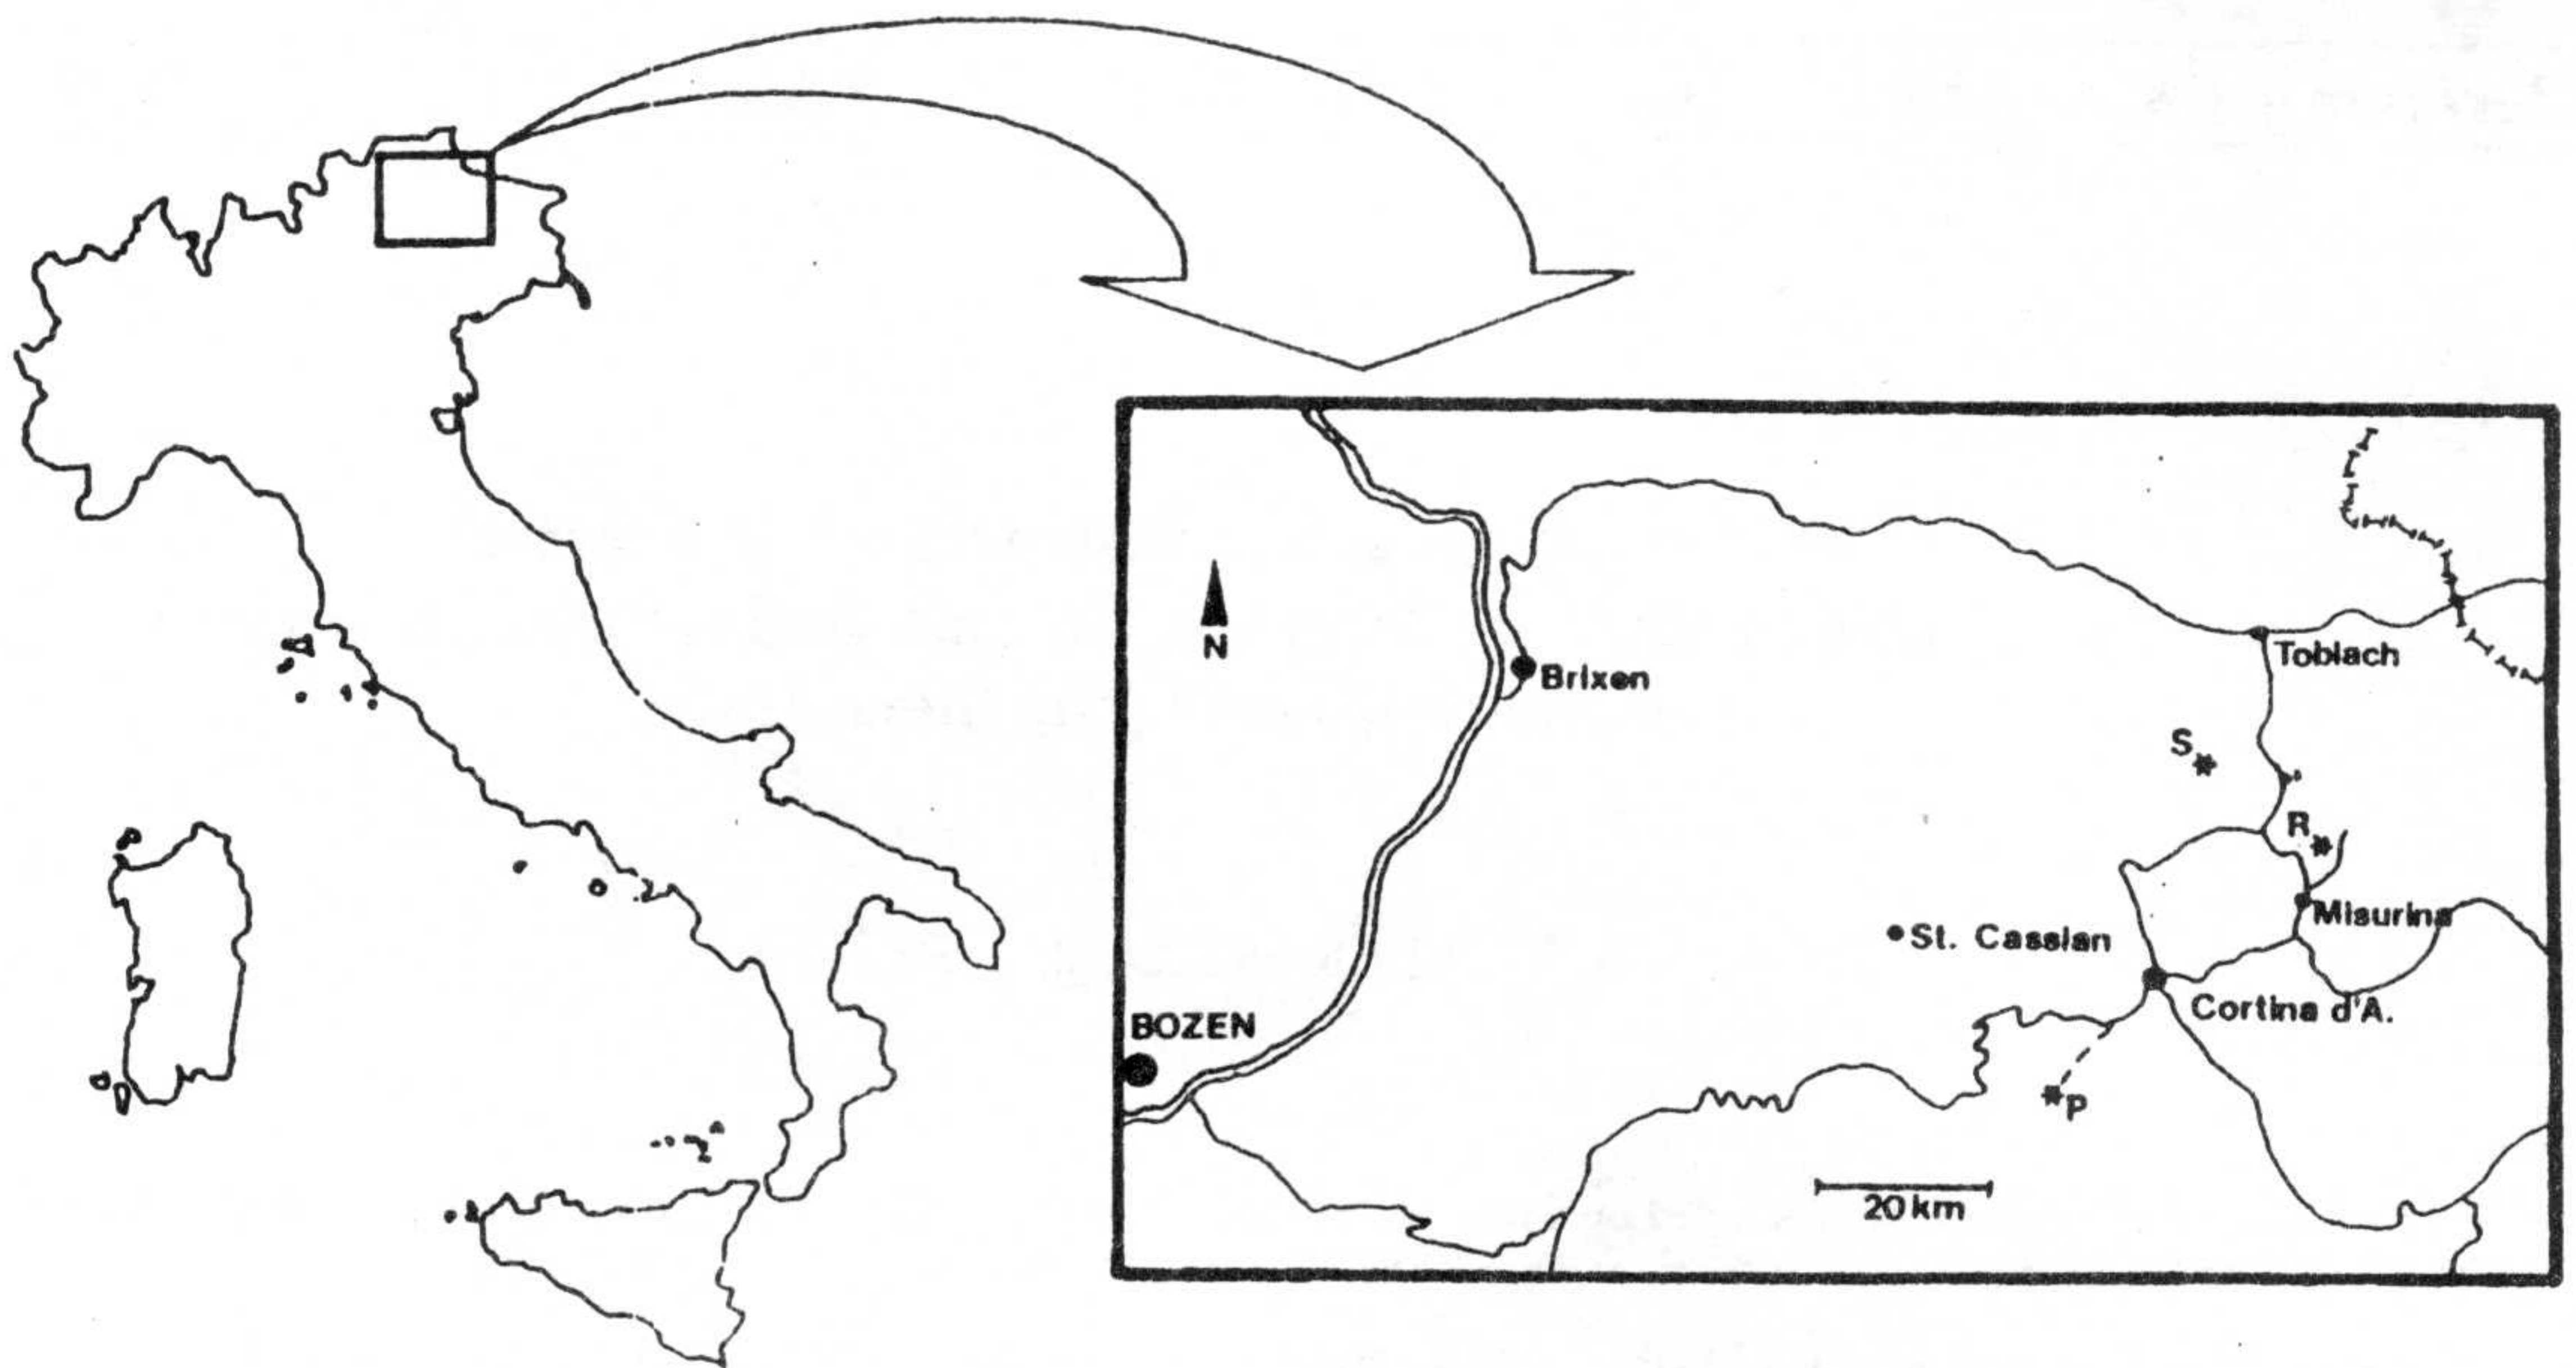 N
Brixen
Toblach
S
R
Misurina
St. Cassian
Cortina d'A.
BOZEN
P
20 km